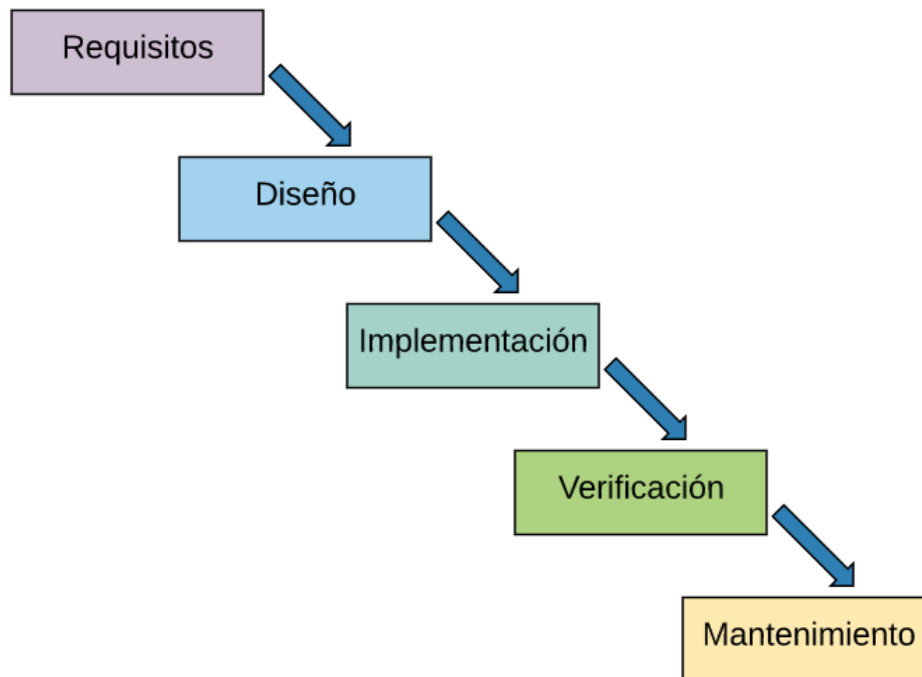 Requisitos
Diseño
Implementación
Verificación
Mantenimiento